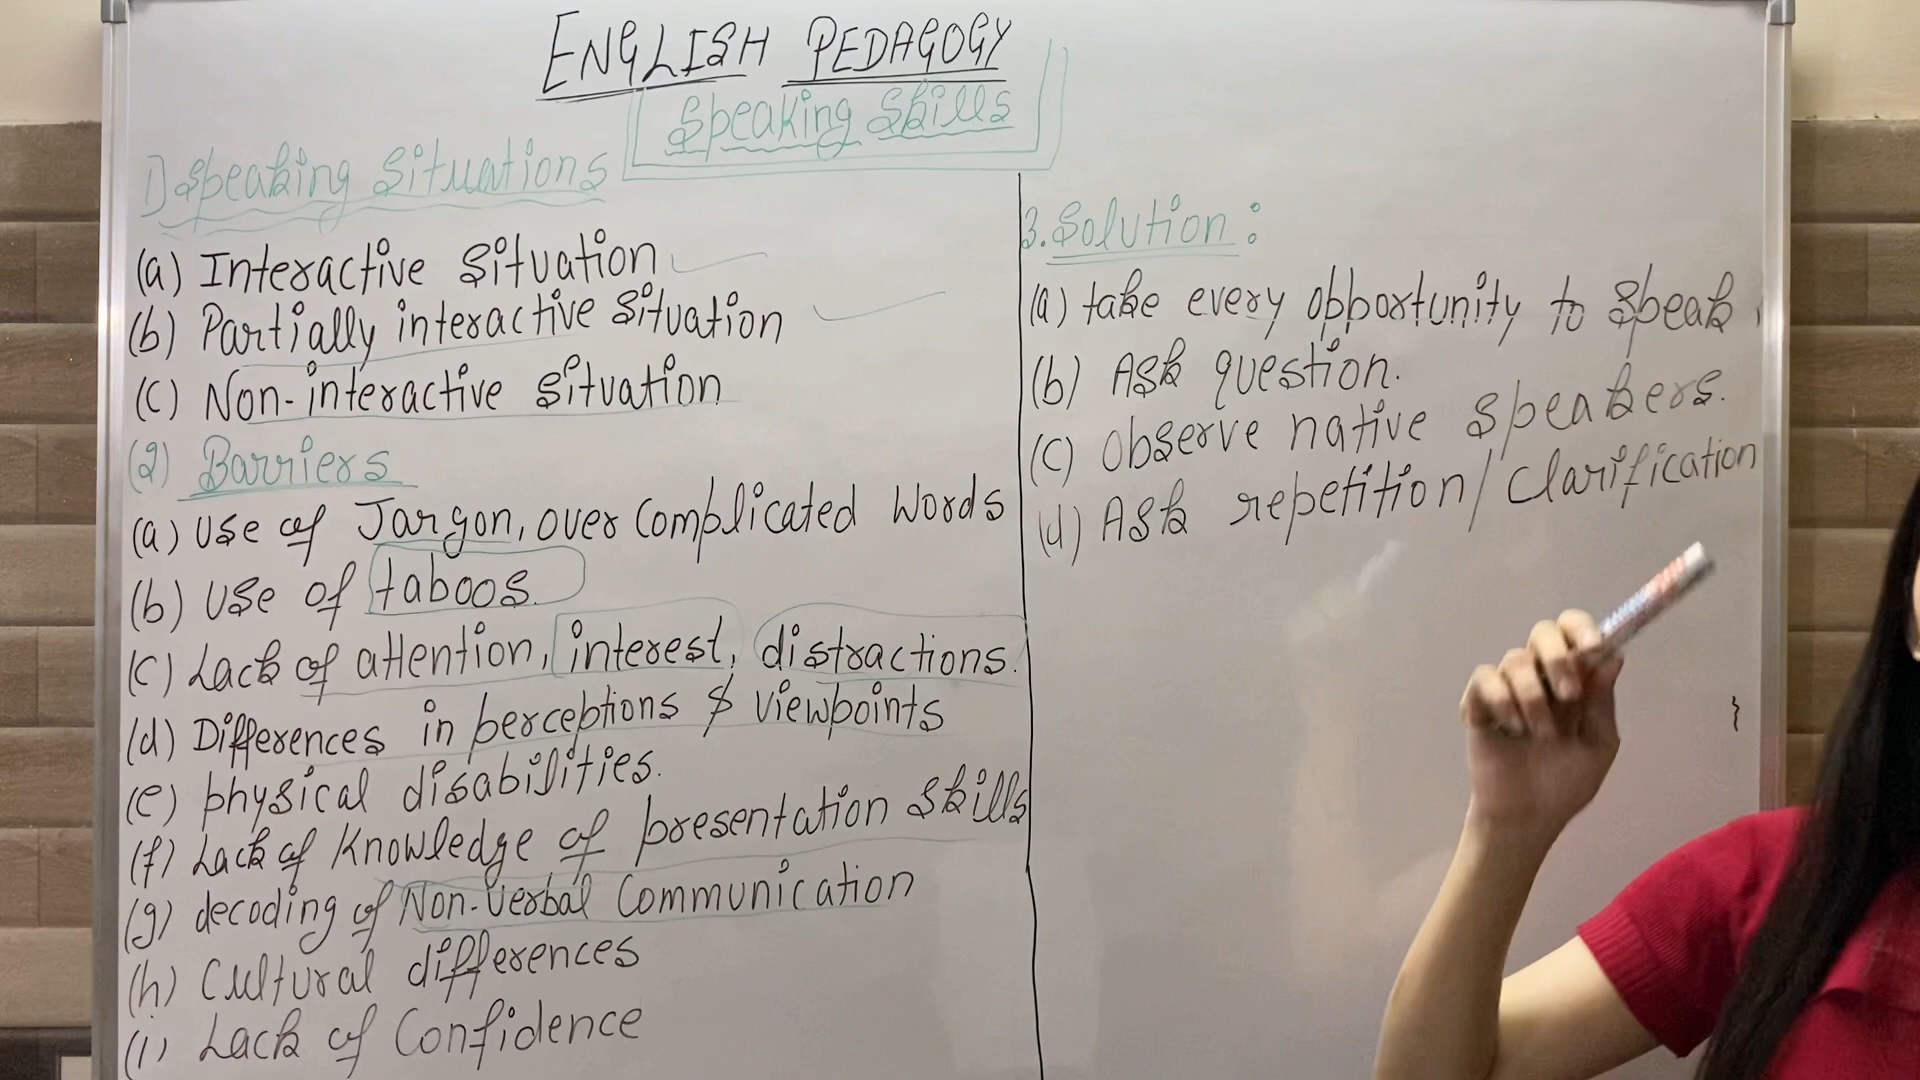 ENGLISH PEDAGOGY
Speaking Skills
1) Speaking Situations
(a) Interactive Situation
(b) Partially interactive Situation
(c) Non-interactive Situation
(2) Barriers
(a) Use of Jargon, over Complicated Words
(b) Use of taboos.
(c) Lack of attention, interest, distractions.
(d) Differences in perceptions & viewpoints
(e) physical disabilities.
(f) Lack of Knowledge of presentation Skills
(g) decoding of Non-Verbal Communication
(h) Cultural differences
(i) Lack of Confidence
3. Solution:
(a) take every opportunity to Speak,
(b) Ask question.
(c) Observe native Speakers.
(d) Ask repetition/Clarification